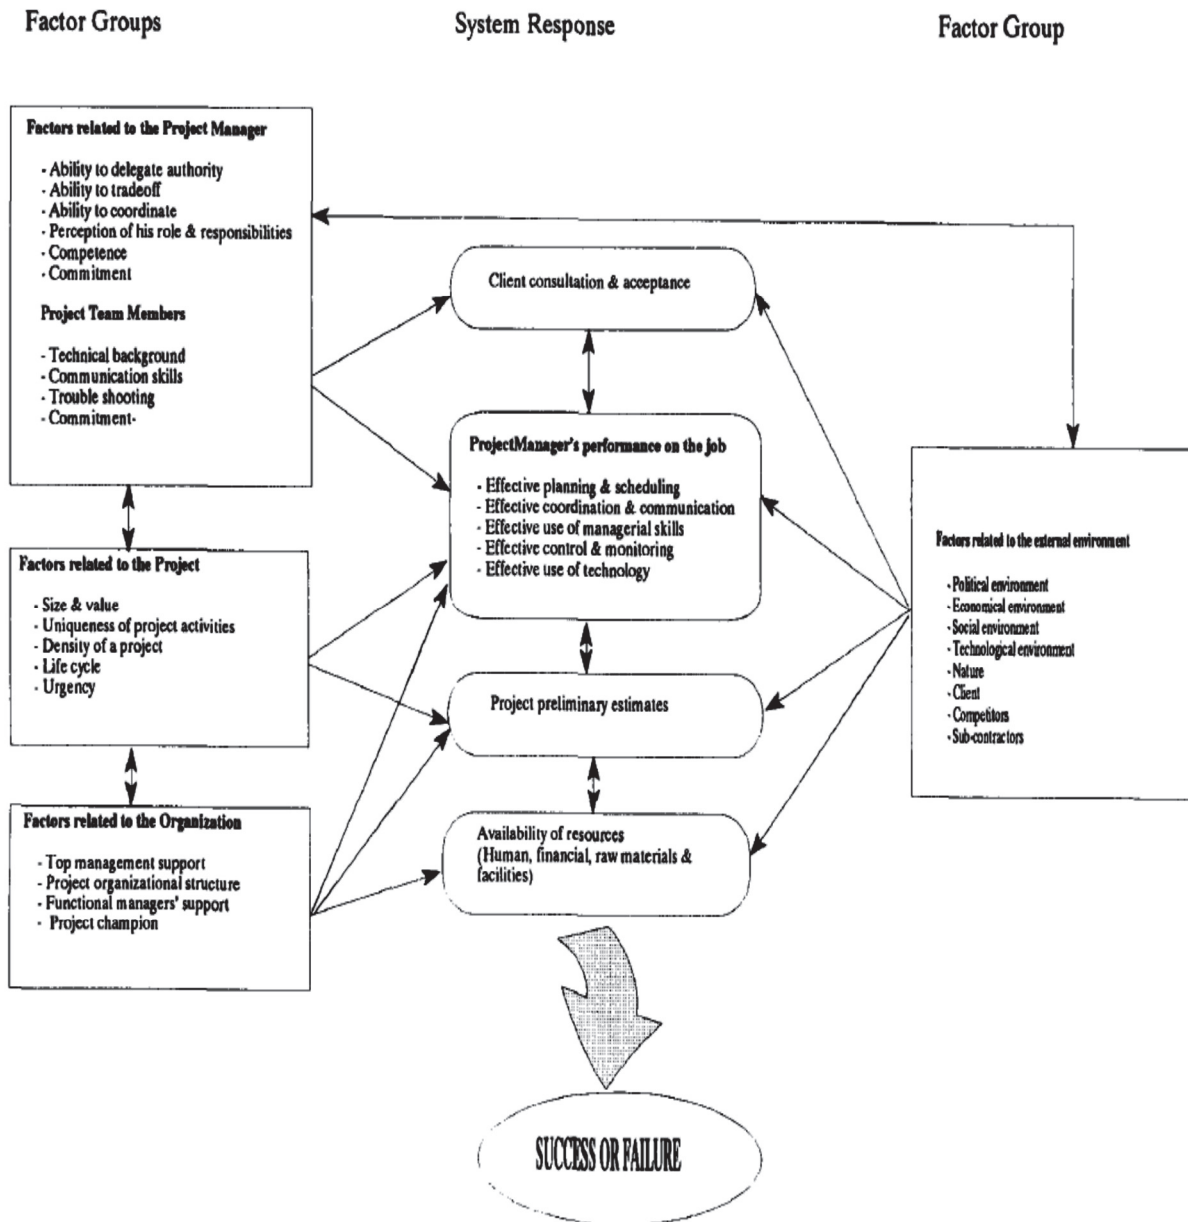 Factor Groups
System Response
Factor Group
Factors related to the Project Manager
- Ability to delegate authority
- Ability to tradeoff
- Ability to coordinate
- Perception of his role & responsibilities
- Competence
- Commitment
Project Team Members
- Technical background
- Communication skills
- Trouble shooting
- Commitment-
Factors related to the Project
- Size & value
- Uniqueness of project activities
- Density of a project
- Life cycle
- Urgency
Factors related to the Organization
- Top management support
- Project organizational structure
- Functional managers' support
- Project champion
Client consultation & acceptance
ProjectManager's performance on the job
- Effective planning & scheduling
- Effective coordination & communication
- Effective use of managerial skills
- Effective control & monitoring
- Effective use of technology
Project preliminary estimates
Availability of resources
(Human, financial, raw materials &
facilities)
SUCCESS OR FAILURE
Factors related to the external environment
- Political environment
- Economical environment
- Social environment
- Technological environment
- Nature
- Client
- Competitors
- Sub-contractors